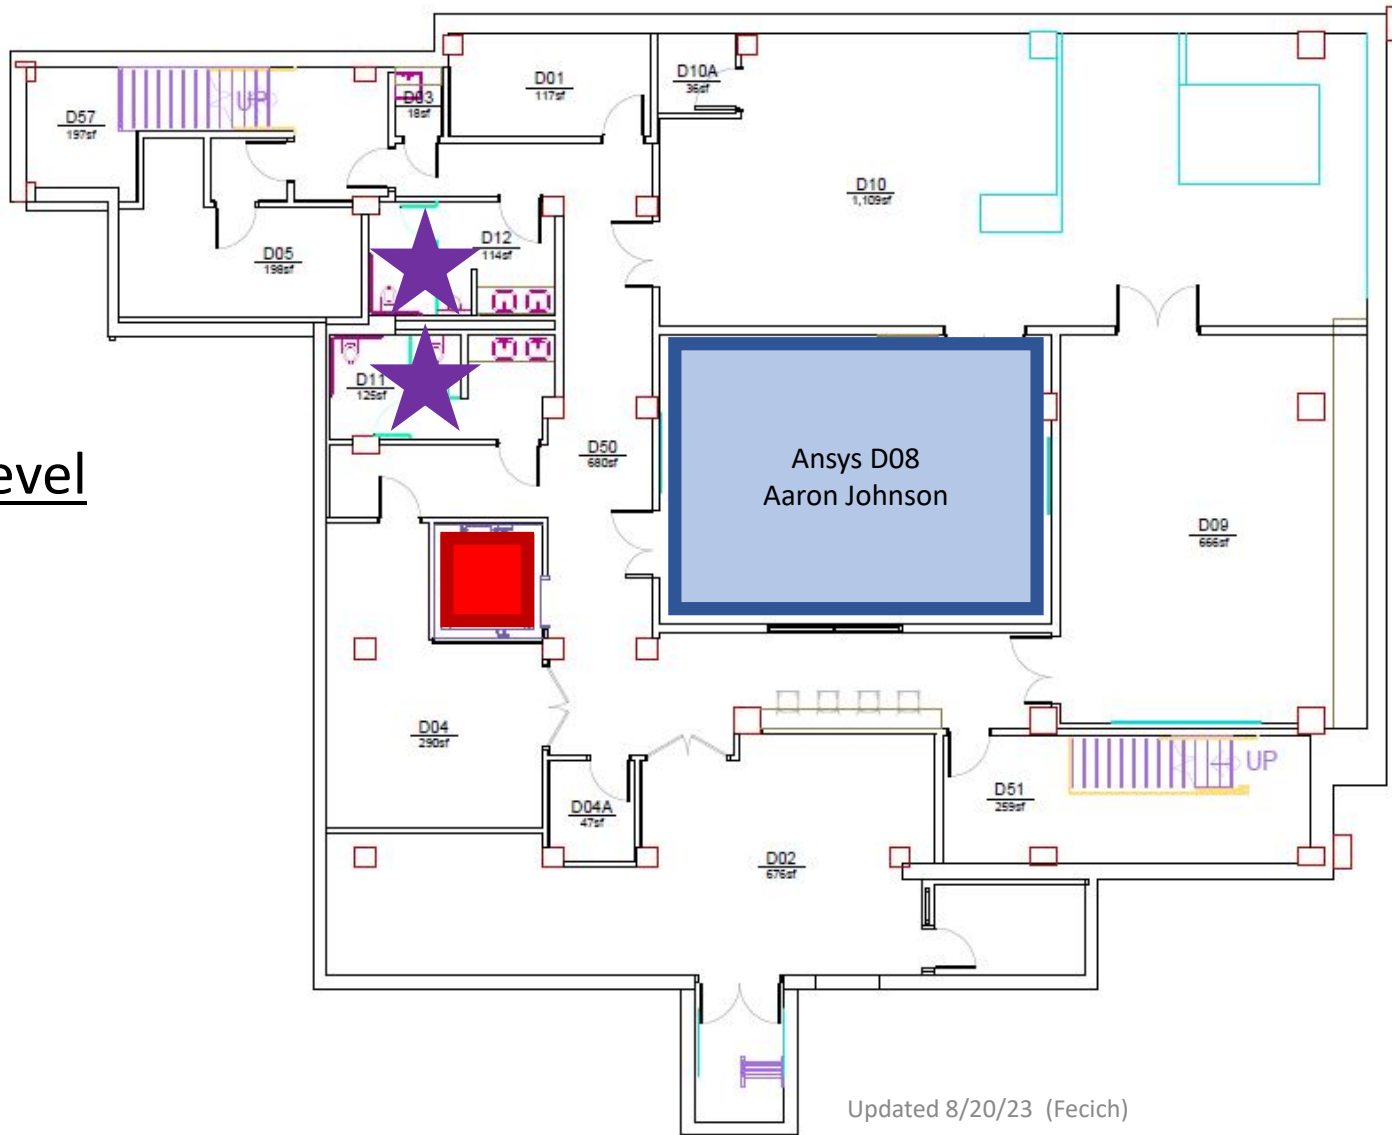 D57
197sf
UP
D03
18sf
D01
117sf
D10A
36sf
D10
1,109sf
D05
198sf
D12
114sf
D11
125sf
D50
680sf
evel
Ansys D08
Aaron Johnson
D09
666sf
D04
290sf
D04A
47sf
D51
259sf
UP
D02
676sf
Updated 8/20/23 (Fecich)